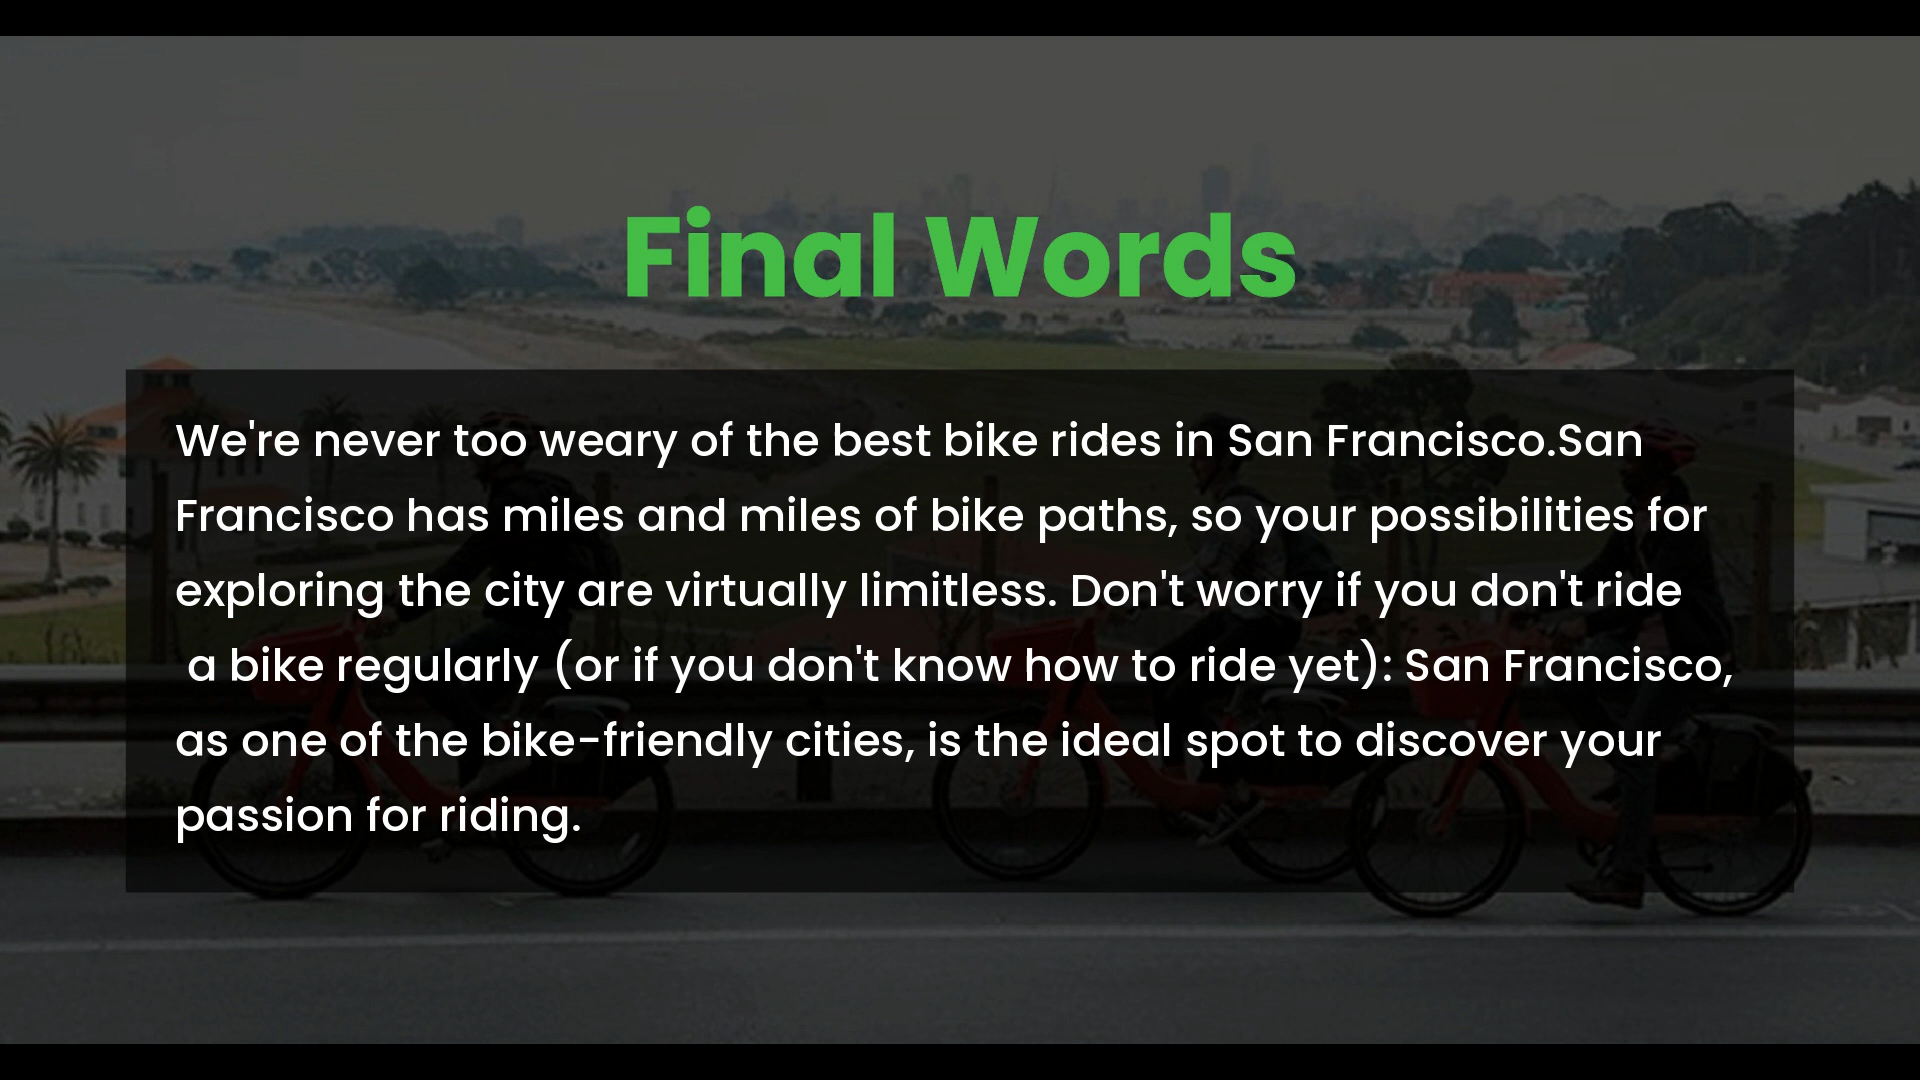 Final Words
We're never too weary of the best bike rides in San Francisco.San
Francisco has miles and miles of bike paths, so your possibilities for
exploring the city are virtually limitless. Don't worry if you don't ride
a bike regularly (or if you don't know how to ride yet): San Francisco,
as one of the bike-friendly cities, is the ideal spot to discover your
passion for riding.